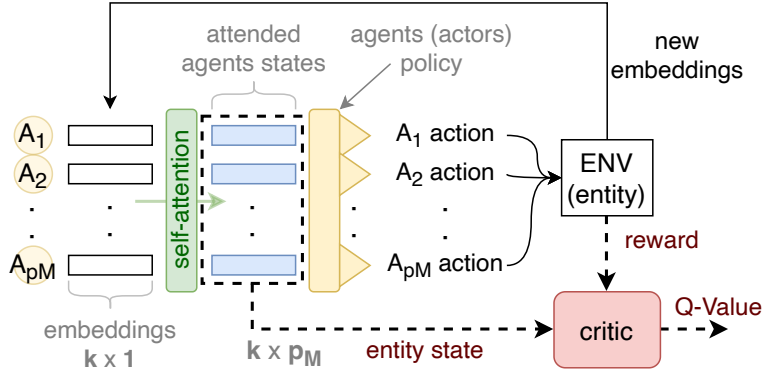 attended
agents states
agents (actors)
policy
new
embeddings
A1
A2
.
.
ApM
self-attention
.
.
.
.
.
.
A1 action
A2 action
.
.
ApM action
ENV
(entity)
reward
embeddings
k x 1
k x pM
entity state
critic
Q-Value